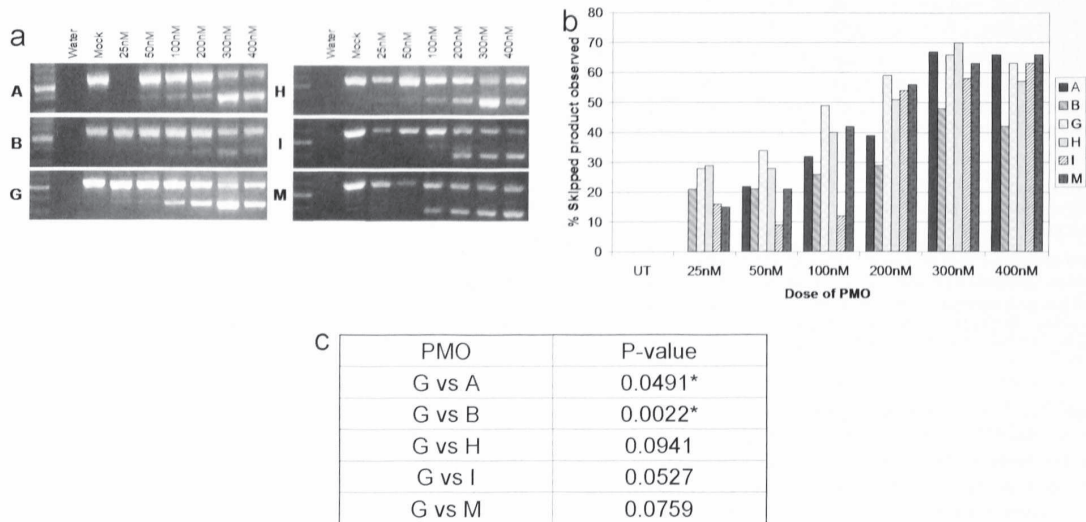 a
Water Mock 25nM 50nM 100nM 200nM 300nM 400nM
A
B
G
Water Mock 25nM 50nM 100nM 200nM 300nM 400nM
H
I
M
b
% Skipped product observed
80
70
60
50
40
30
20
10
0
UT 25nM 50nM 100nM 200nM 300nM 400nM
Dose of PMO
A
B
G
H
I
M
c
PMO P-value
G vs A 0.0491*
G vs B 0.0022*
G vs H 0.0941
G vs I 0.0527
G vs M 0.0759